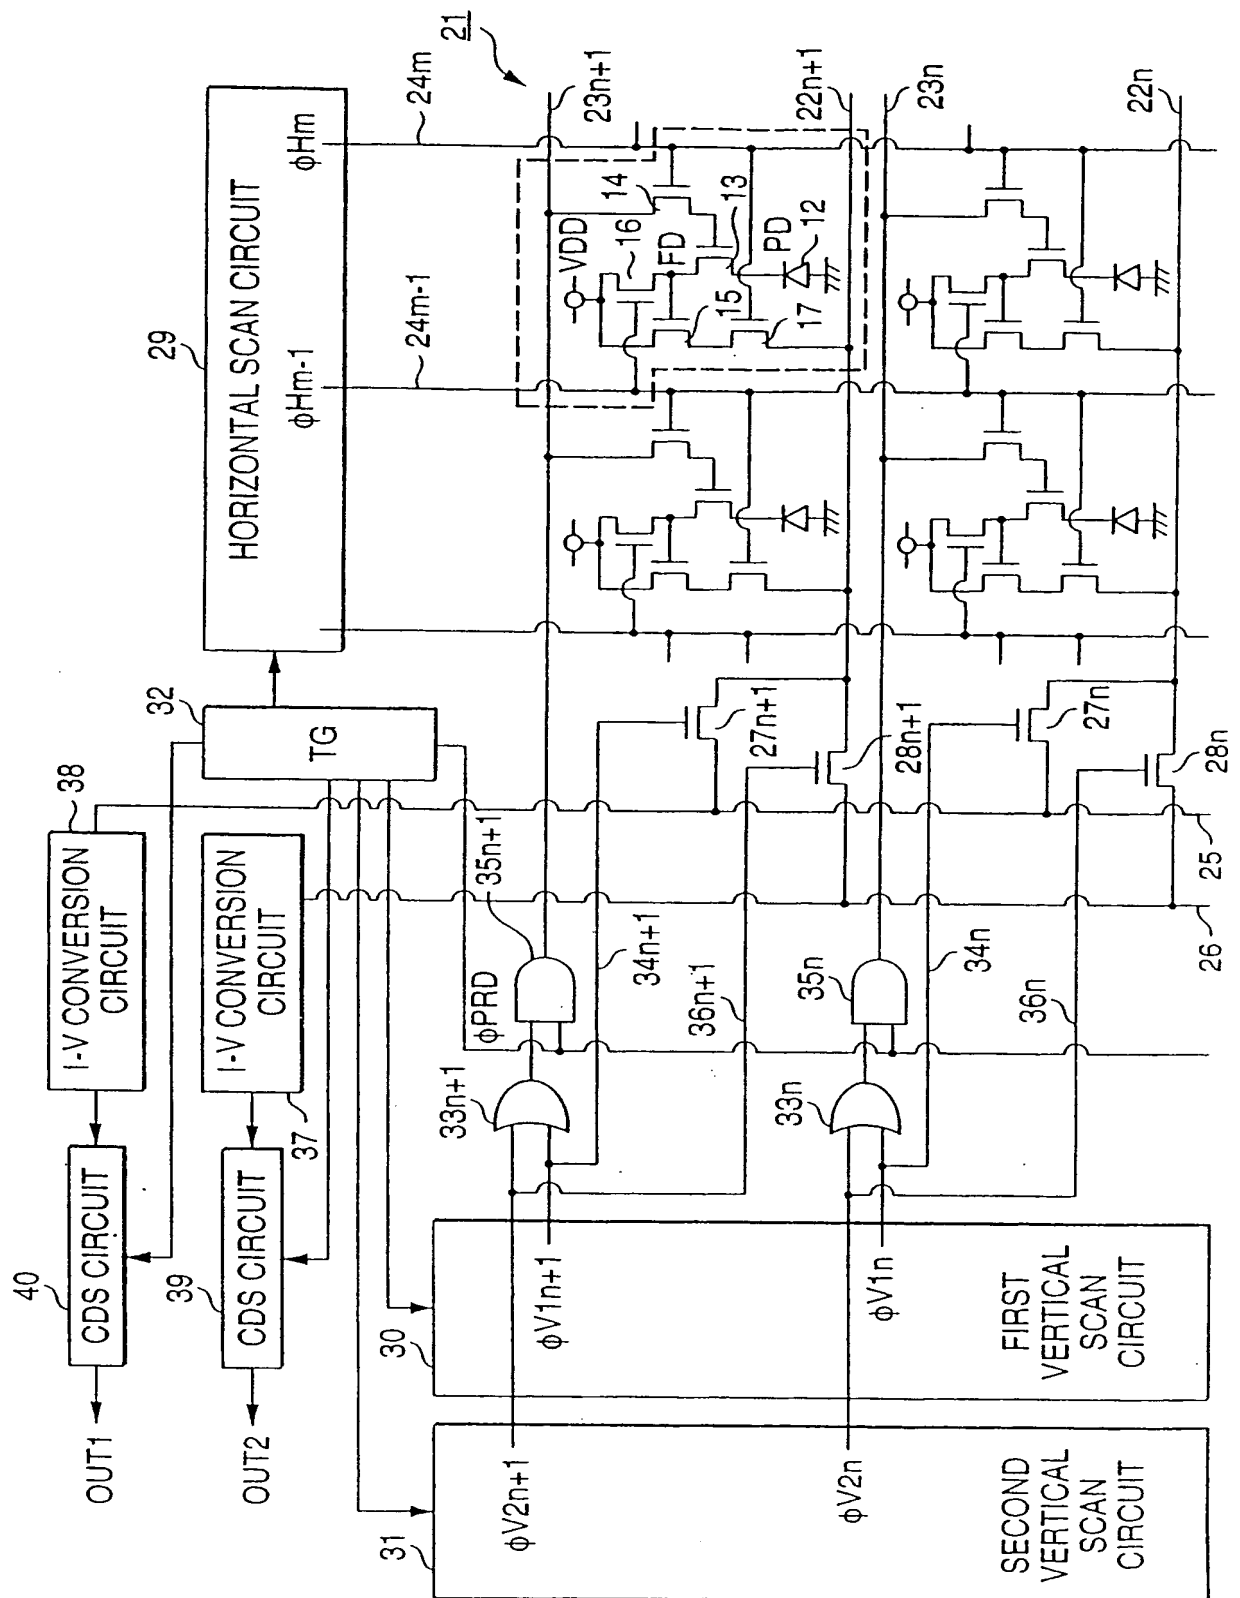 21
29
HORIZONTAL SCAN CIRCUIT
ϕHm-1
ϕHm
24m-1
24m
23n+1
22n+1
23n
22n
VDD
16
14
FD
13
15
17
PD
12
32
TG
38
I-V CONVERSION
CIRCUIT
I-V CONVERSION
CIRCUIT
37
40
CDS CIRCUIT
39
CDS CIRCUIT
OUT1
OUT2
ϕPRD
35n+1
33n+1
34n+1
36n+1
27n+1
28n+1
35n
33n
34n
36n
27n
28n
25
26
30
ϕV1n+1
ϕV1n
FIRST
VERTICAL
SCAN
CIRCUIT
31
ϕV2n+1
ϕV2n
SECOND
VERTICAL
SCAN
CIRCUIT